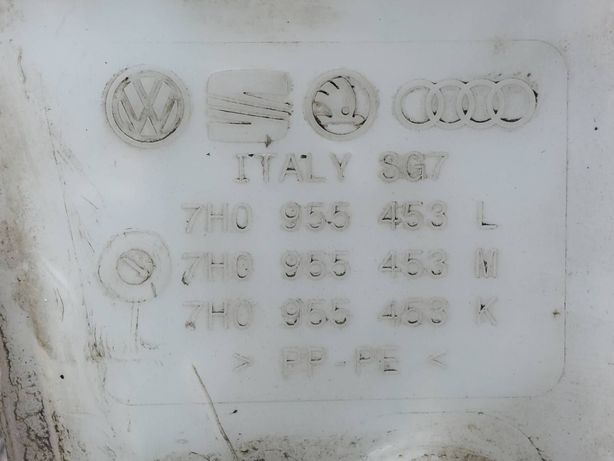 ITALY SG7
7H0 955 453 L
7H0 955 453 N
7H0 955 453 K
> PP-PE <